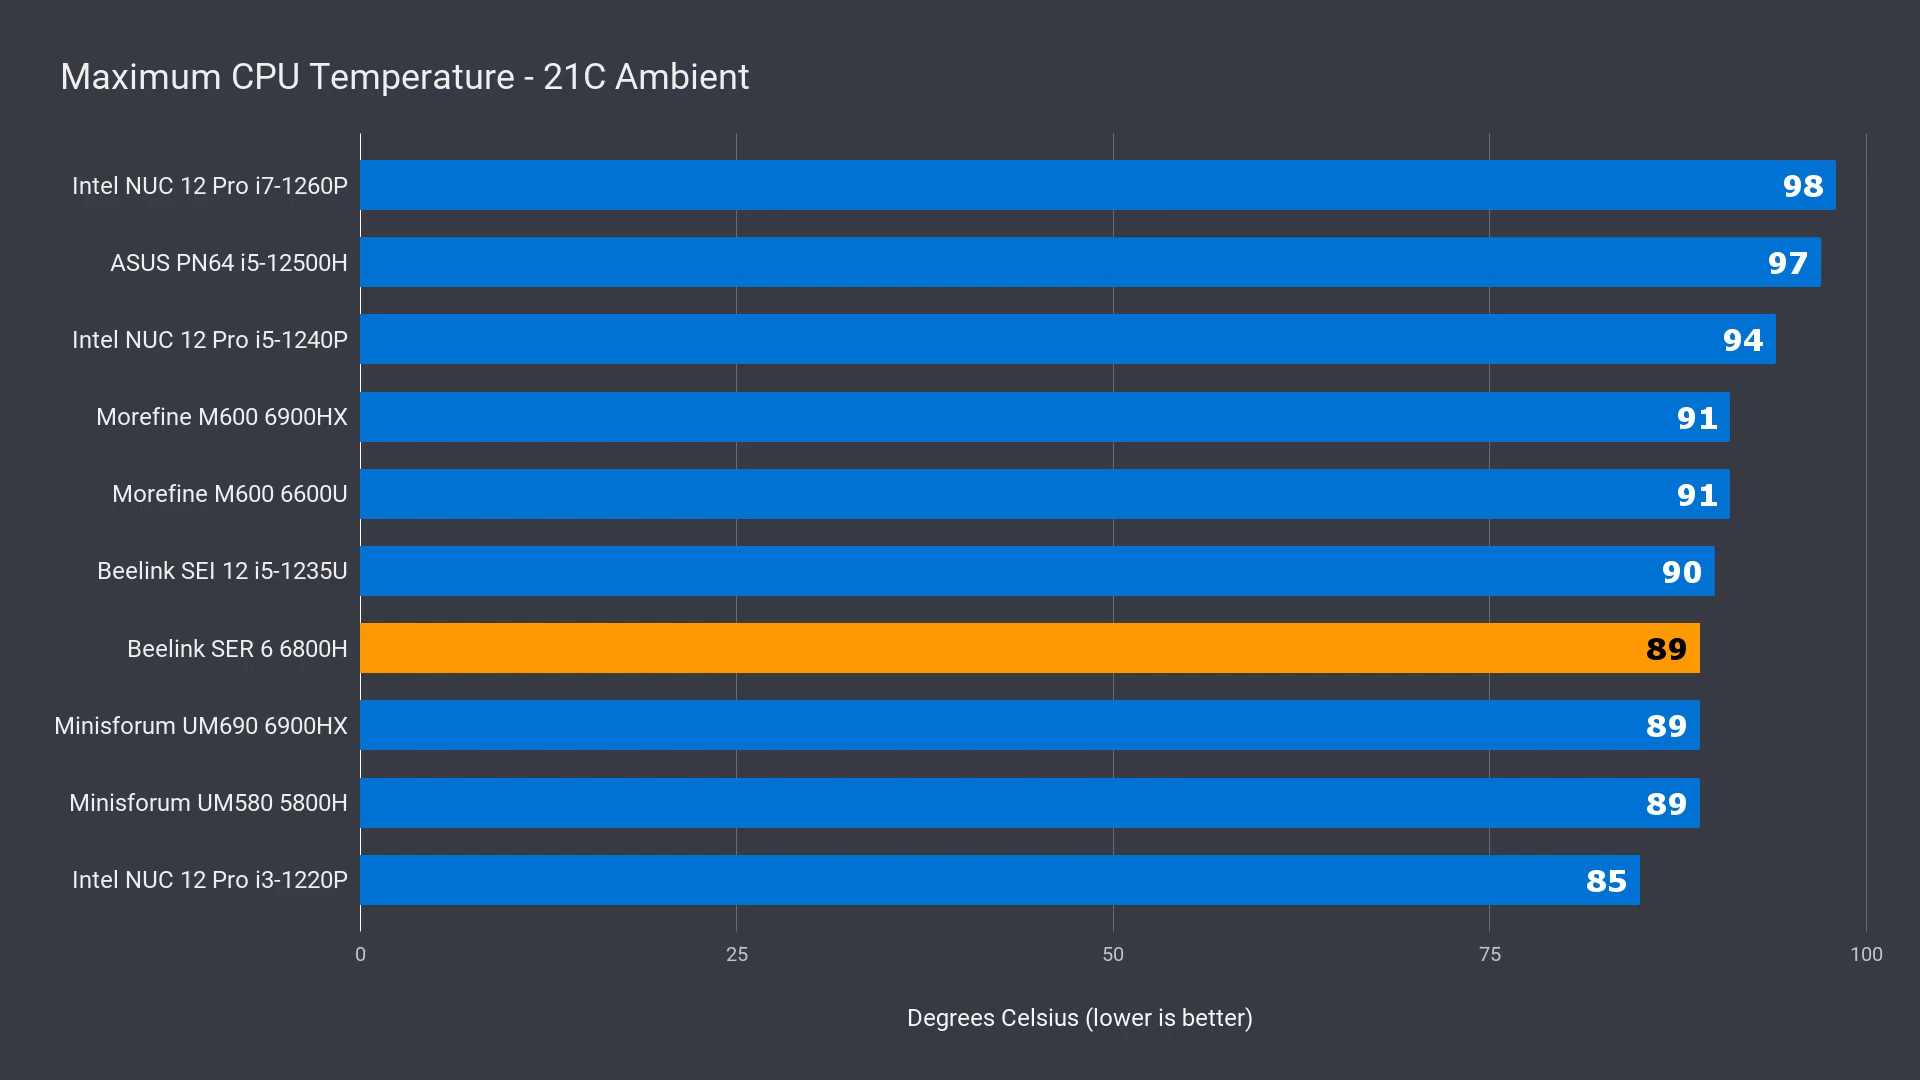 Maximum CPU Temperature - 21C Ambient
Intel NUC 12 Pro i7-1260P 98
ASUS PN64 i5-12500H 97
Intel NUC 12 Pro i5-1240P 94
Morefine M600 6900HX 91
Morefine M600 6600U 91
Beelink SEI 12 i5-1235U 90
Beelink SER 6 6800H 89
Minisforum UM690 6900HX 89
Minisforum UM580 5800H 89
Intel NUC 12 Pro i3-1220P 85
0 25 50 75 100
Degrees Celsius (lower is better)